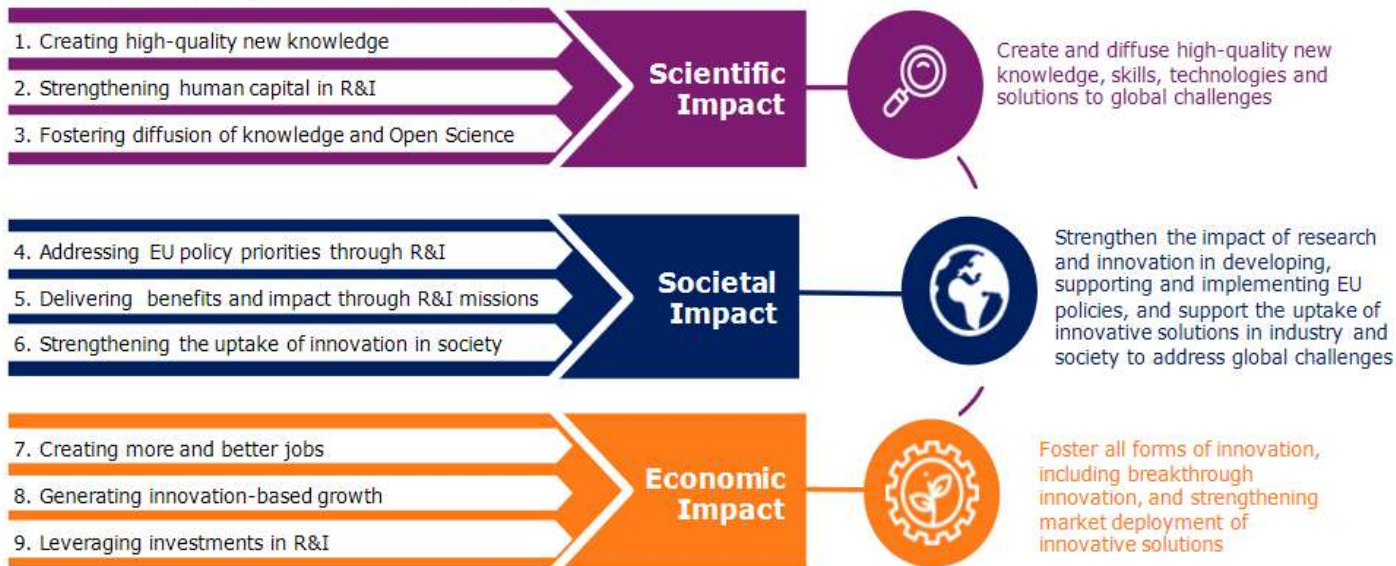 1. Creating high-quality new knowledge
2. Strengthening human capital in R&I
3. Fostering diffusion of knowledge and Open Science
Scientific
Impact
Create and diffuse high-quality new
knowledge, skills, technologies and
solutions to global challenges
4. Addressing EU policy priorities through R&I
5. Delivering benefits and impact through R&I missions
6. Strengthening the uptake of innovation in society
Societal
Impact
Strengthen the impact of research
and innovation in developing,
supporting and implementing EU
policies, and support the uptake of
innovative solutions in industry and
society to address global challenges
7. Creating more and better jobs
8. Generating innovation-based growth
9. Leveraging investments in R&I
Economic
Impact
Foster all forms of innovation,
including breakthrough
innovation, and strengthening
market deployment of
innovative solutions